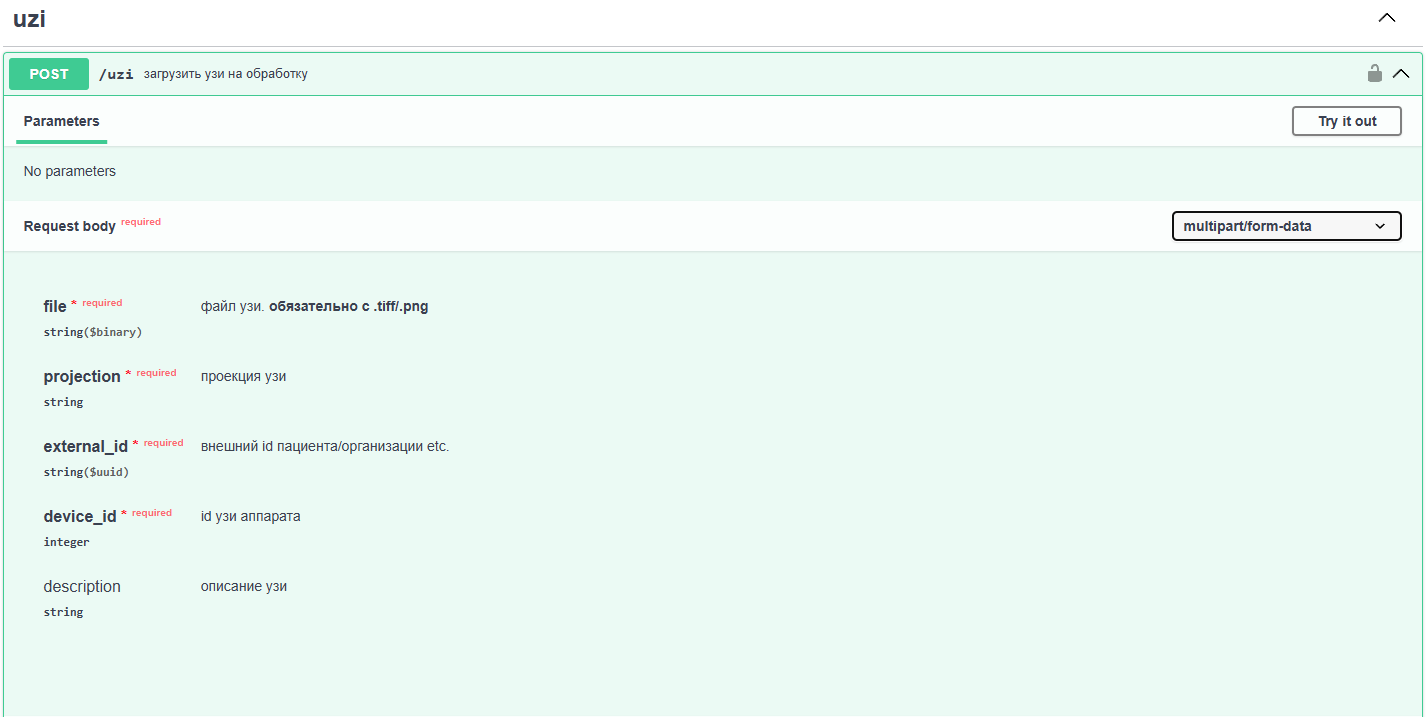 uzi
POST /uzi загрузить узи на обработку
Parameters Try it out
No parameters
Request body required multipart/form-data
file * required файл узи. обязательно с .tiff/.png
string($binary)
projection * required проекция узи
string
external_id * required внешний id пациента/организации etc.
string($uuid)
device_id * required id узи аппарата
integer
description описание узи
string